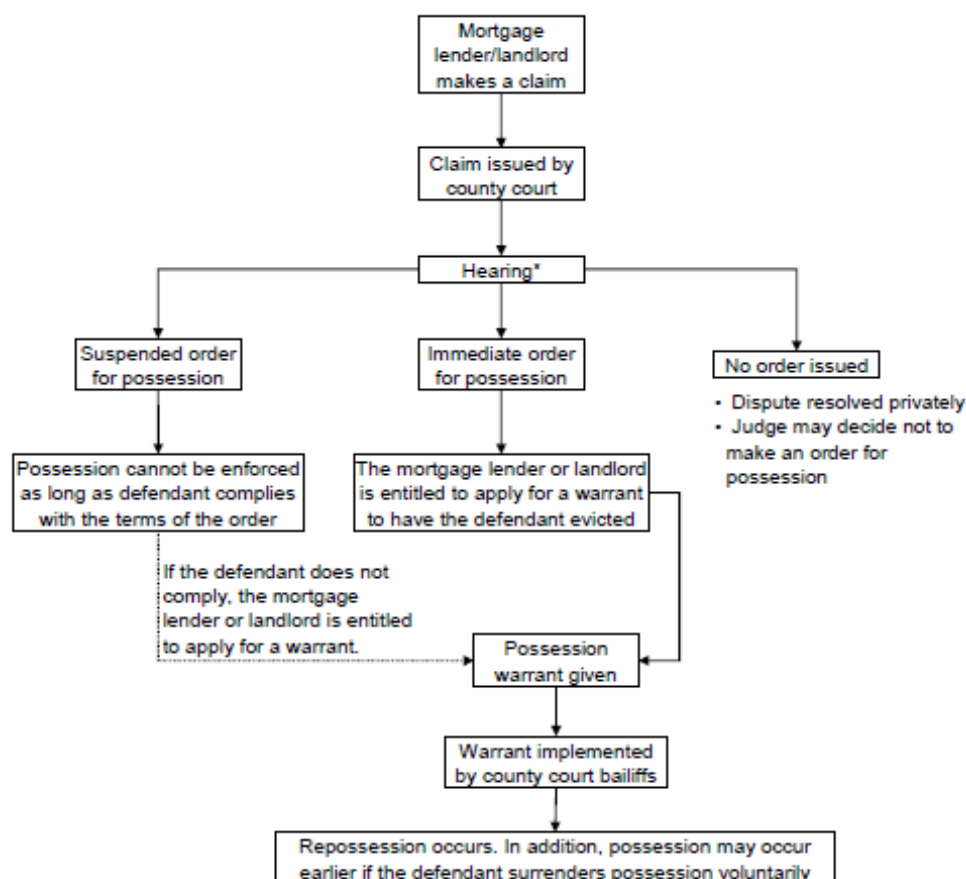 Mortgage
lender/landlord
makes a claim
Claim issued by
county court
Hearing*
Suspended order
for possession
Immediate order
for possession
No order issued
• Dispute resolved privately
• Judge may decide not to
make an order for
possession
Possession cannot be enforced
as long as defendant complies
with the terms of the order
The mortgage lender or landlord
is entitled to apply for a warrant
to have the defendant evicted
If the defendant does not
comply, the mortgage
lender or landlord is entitled
to apply for a warrant.
Possession
warrant given
Warrant implemented
by county court bailiffs
Repossession occurs. In addition, possession may occur
earlier if the defendant surrenders possession voluntarily